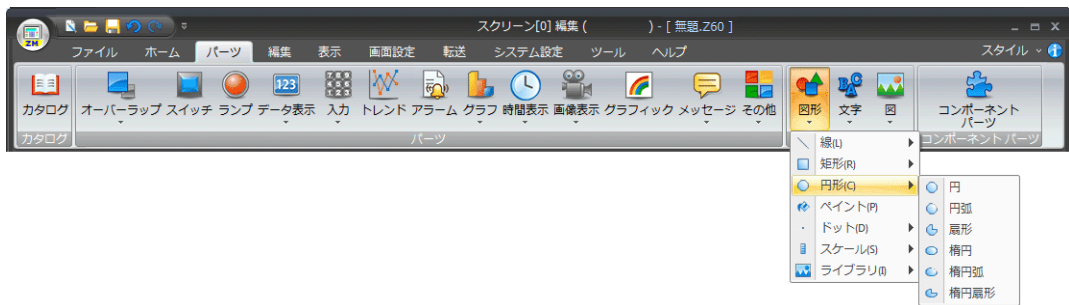 スクリーン[0] 編集 ( ) - [ 無題.Z60 ]
ZM
ファイル ホーム パーツ 編集 表示 画面設定 転送 システム設定 ツール ヘルプ スタイル
123
カタログ オーバーラップ スイッチ ランプ データ表示 入力 トレンド アラーム グラフ 時間表示 画像表示 グラフィック メッセージ その他 図形 文字 図 コンポーネント
パーツ
カタログ パーツ コンポーネント パーツ
線(L)
矩形(R)
円形(C)
ペイント(P)
ドット(D)
スケール(S)
ライブラリ(I)
円
円弧
扇形
楕円
楕円弧
楕円扇形